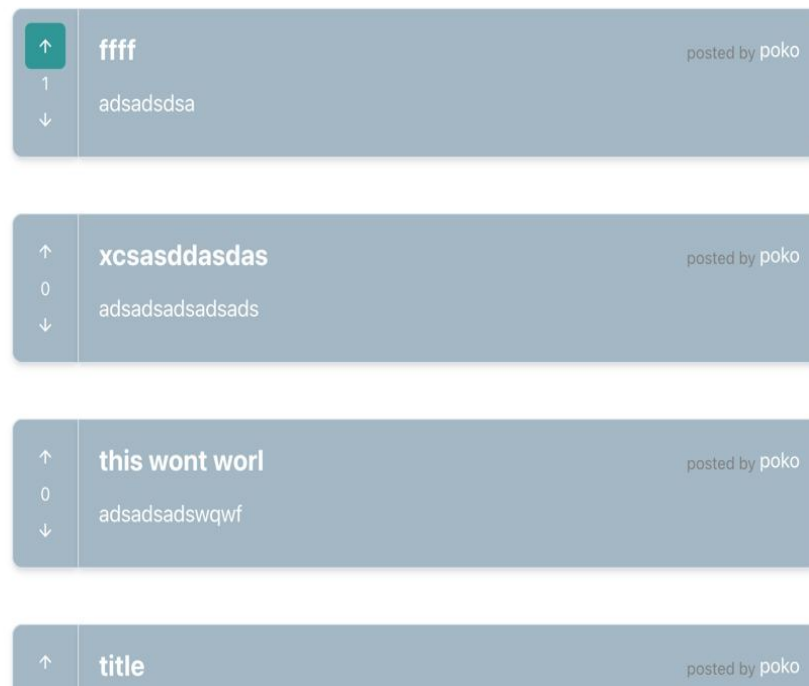 ffff posted by poko
1
adsadsdsa
xcsasddasdas posted by poko
0
adsadsadsadsads
this wont worl posted by poko
0
adsadsadswqwf
title posted by poko